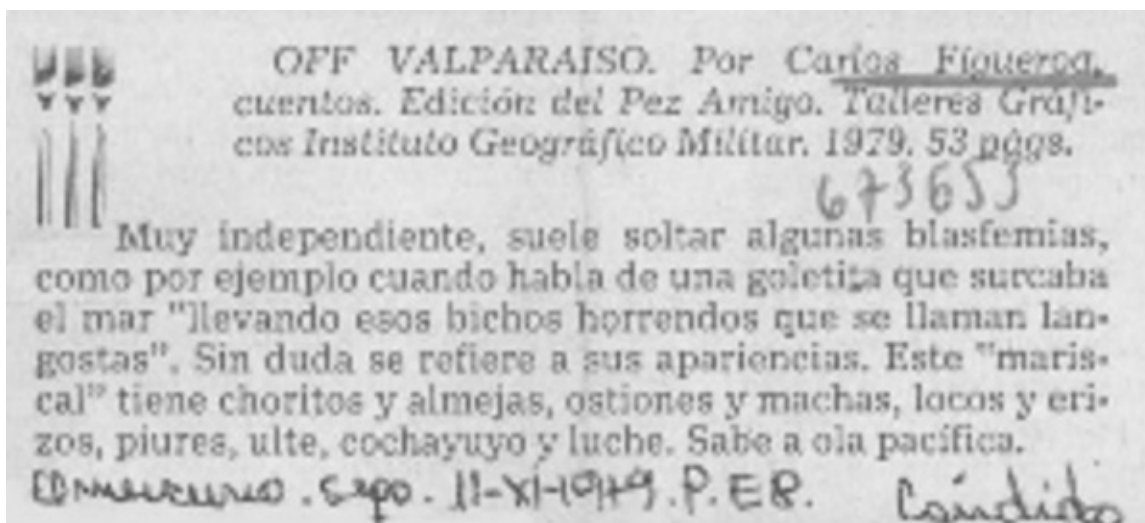 OFF VALPARAISO. Por Carlos Figueroa,
cuentos. Edición del Pez Amigo. Talleres Gráfi-
cos Instituto Geográfico Militar. 1979. 53 págs.
673653
Muy independiente, suele soltar algunas blasfemias,
como por ejemplo cuando habla de una goletita que surcaba
el mar "llevando esos bichos horrendos que se llaman lan-
gostas". Sin duda se refiere a sus apariencias. Este "maris-
cal" tiene choritos y almejas, ostiones y machas, locos y eri-
zos, piures, ulte, cochayuyo y luche. Sabe a ola pacífica.
El Mercurio. Stgo. 11-XI-1979. P. E8. Cándido